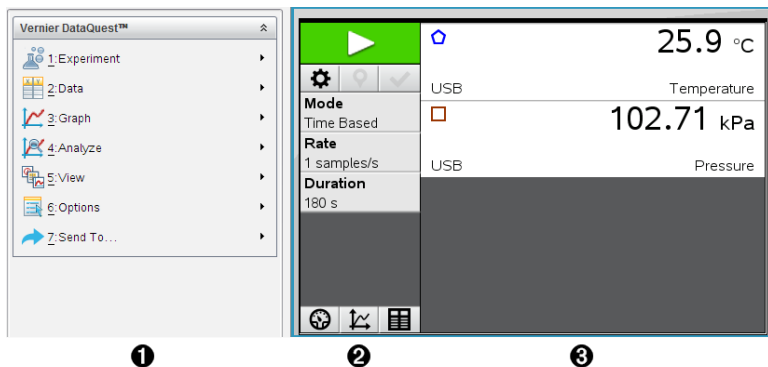 Vernier DataQuest™
1:Experiment
2:Data
3:Graph
4:Analyze
5:View
6:Options
7:Send To...
Mode
Time Based
Rate
1 samples/s
Duration
180 s
25.9 °C
USB Temperature
102.71 kPa
USB Pressure
❶ ❷ ❸